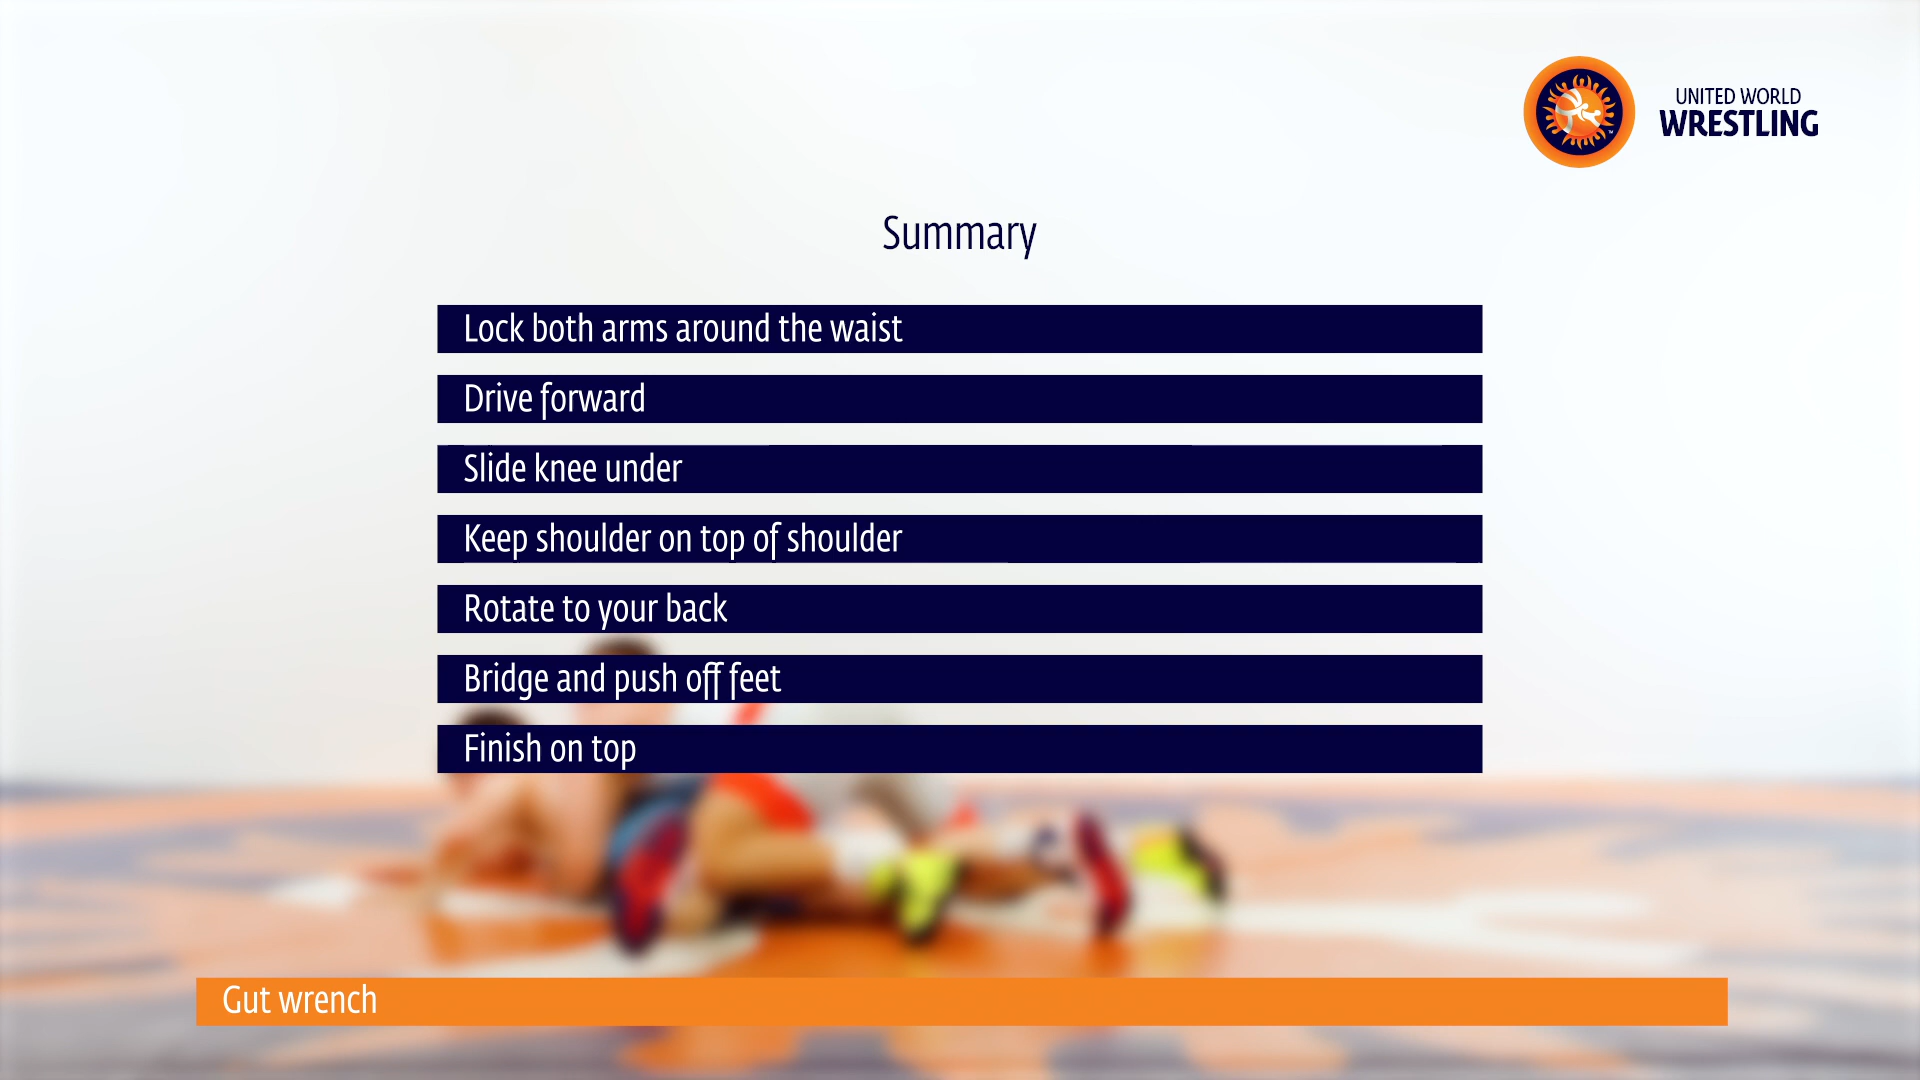 UNITED WORLD
WRESTLING
Summary
Lock both arms around the waist
Drive forward
Slide knee under
Keep shoulder on top of shoulder
Rotate to your back
Bridge and push off feet
Finish on top
Gut wrench